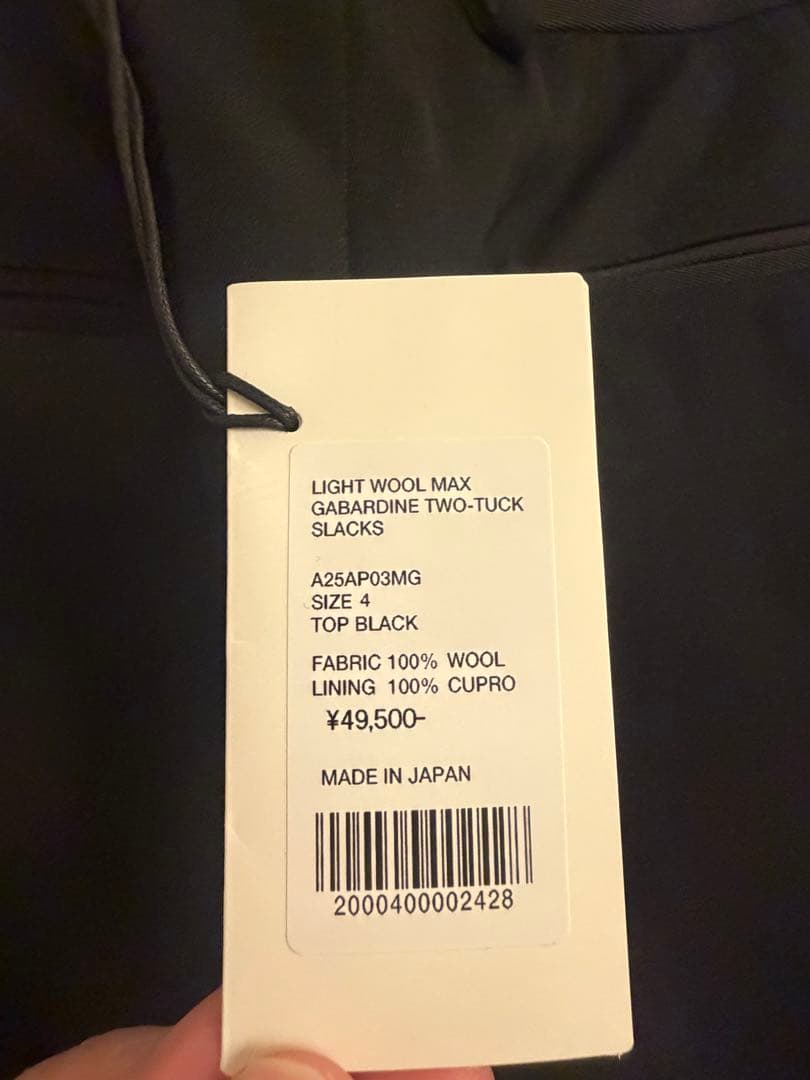 LIGHT WOOL MAX
GABARDINE TWO-TUCK
SLACKS
A25AP03MG
SIZE 4
TOP BLACK
FABRIC 100% WOOL
LINING 100% CUPRO
¥49,500-
MADE IN JAPAN
2000400002428